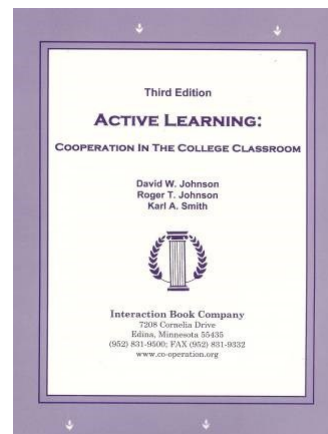 Third Edition
ACTIVE LEARNING:
COOPERATION IN THE COLLEGE CLASSROOM
David W. Johnson
Roger T. Johnson
Karl A. Smith
Interaction Book Company
7208 Cornelia Drive
Edina, Minnesota 55435
(952) 831-9500; FAX (952) 831-9332
www.co-operation.org